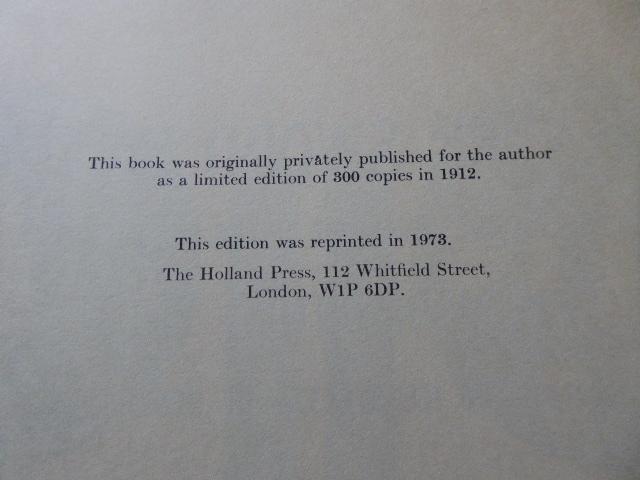 This book was originally privately published for the author
as a limited edition of 300 copies in 1912.
This edition was reprinted in 1973.
The Holland Press, 112 Whitfield Street,
London, W1P 6DP.